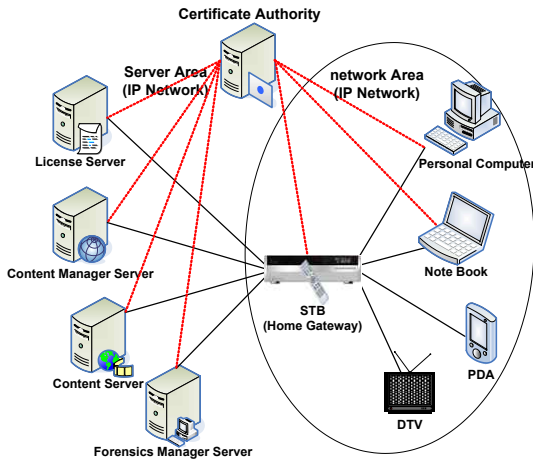 Certificate Authority
Server Area
(IP Network)
network Area
(IP Network)
License Server
Personal Computer
Content Manager Server
Note Book
STB
(Home Gateway)
Content Server
PDA
DTV
Forensics Manager Server